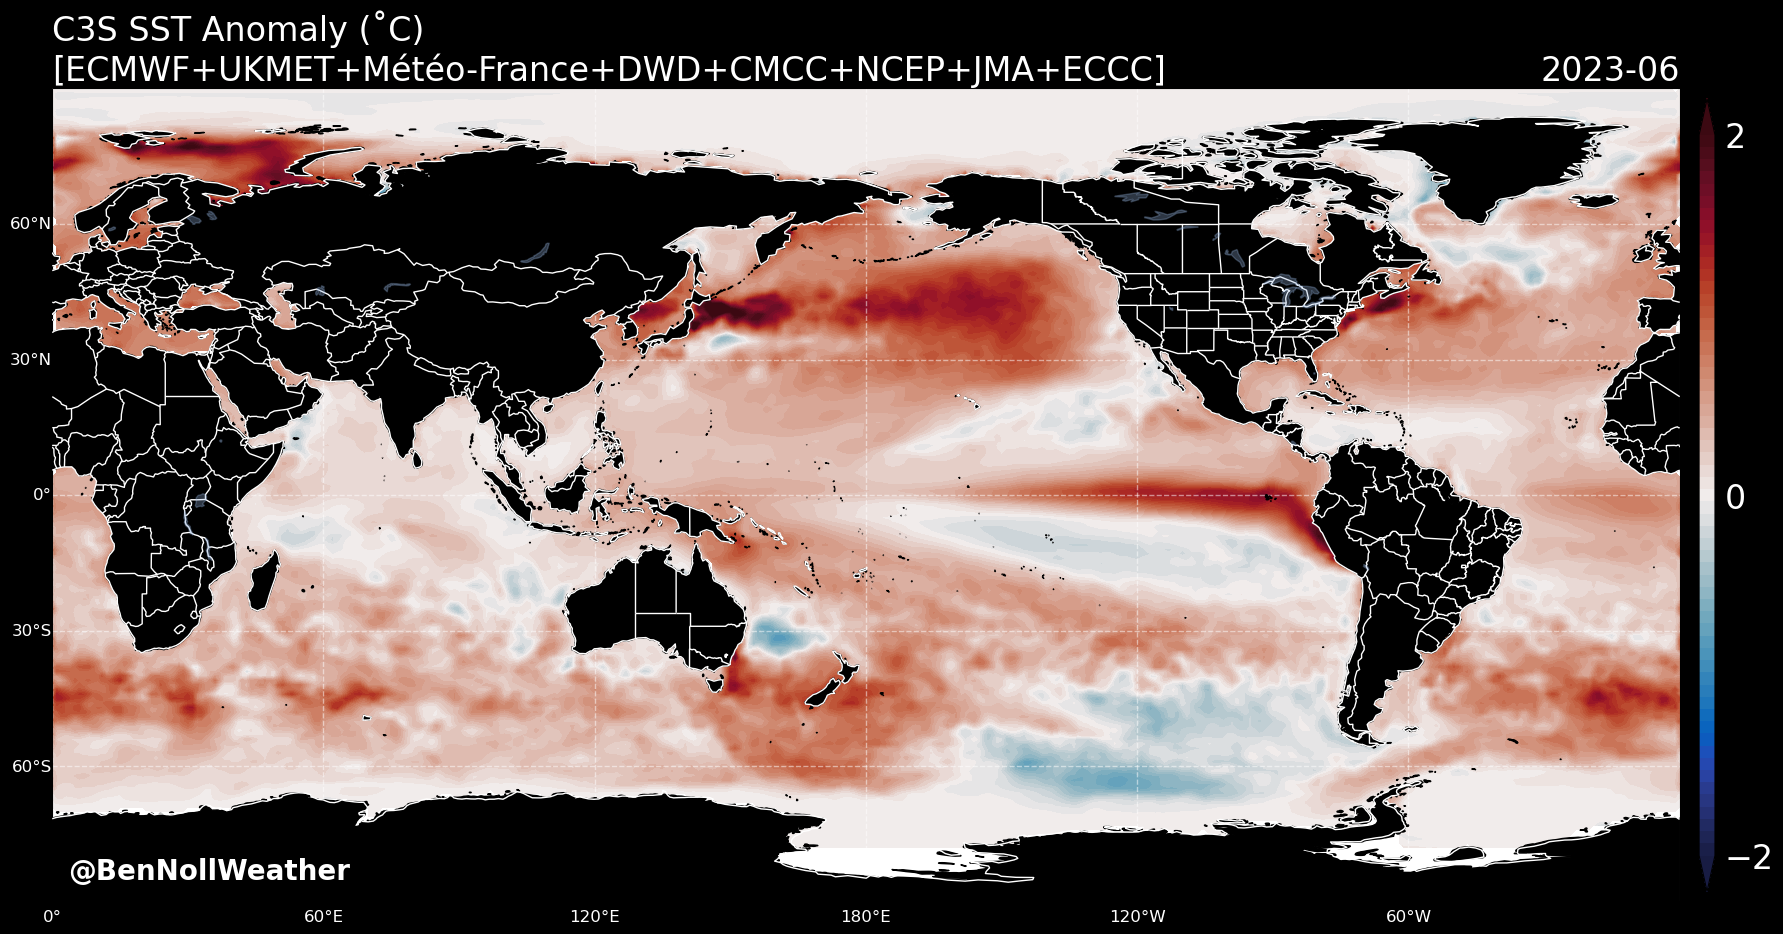 C3S SST Anomaly (˚C)
[ECMWF+UKMET+Météo-France+DWD+CMCC+NCEP+JMA+ECCC] 2023-06
2
60°N
30°N
0°
0
30°S
60°S
−2
@BenNollWeather
0° 60°E 120°E 180°E 120°W 60°W